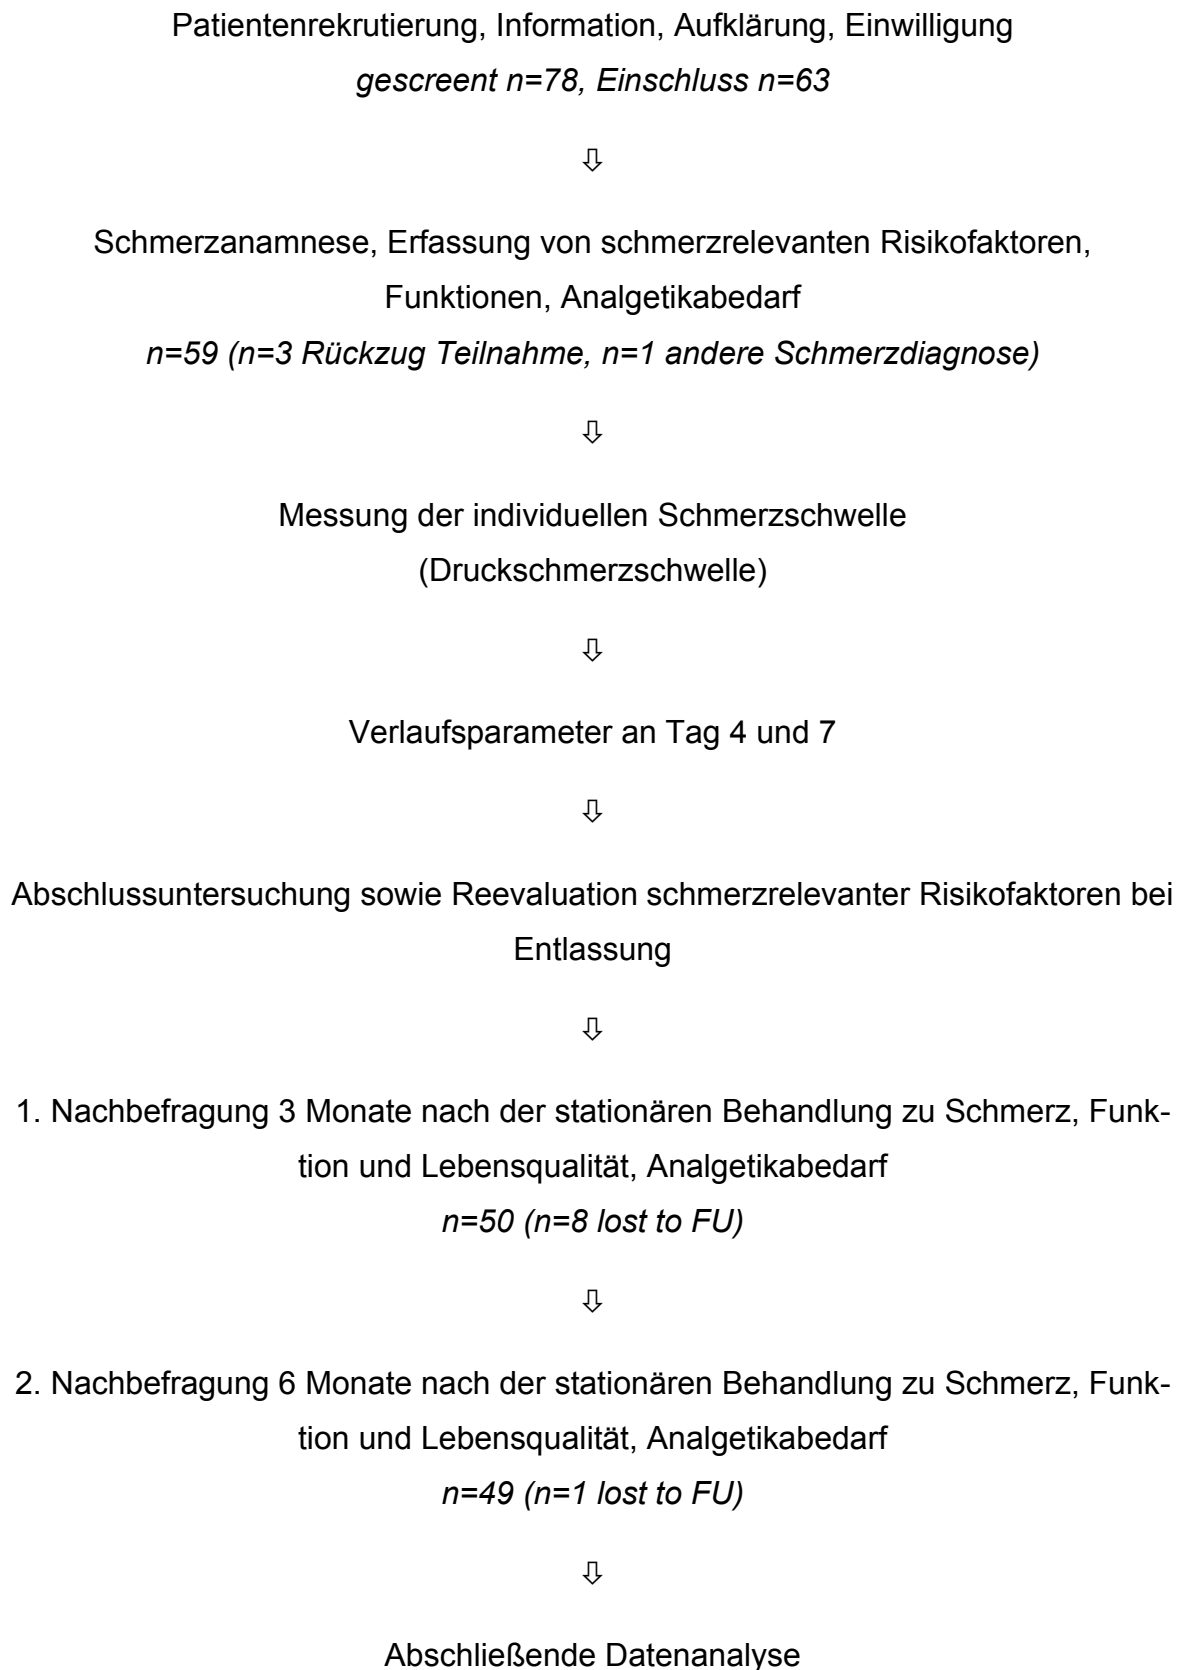 Patientenrekrutierung, Information, Aufklärung, Einwilligung
gescreent n=78, Einschluss n=63
⇩
Schmerzanamnese, Erfassung von schmerzrelevanten Risikofaktoren,
Funktionen, Analgetikabedarf
n=59 (n=3 Rückzug Teilnahme, n=1 andere Schmerzdiagnose)
⇩
Messung der individuellen Schmerzschwelle
(Druckschmerzschwelle)
⇩
Verlaufsparameter an Tag 4 und 7
⇩
Abschlussuntersuchung sowie Reevaluation schmerzrelevanter Risikofaktoren bei
Entlassung
⇩
1. Nachbefragung 3 Monate nach der stationären Behandlung zu Schmerz, Funk-
tion und Lebensqualität, Analgetikabedarf
n=50 (n=8 lost to FU)
⇩
2. Nachbefragung 6 Monate nach der stationären Behandlung zu Schmerz, Funk-
tion und Lebensqualität, Analgetikabedarf
n=49 (n=1 lost to FU)
⇩
Abschließende Datenanalyse